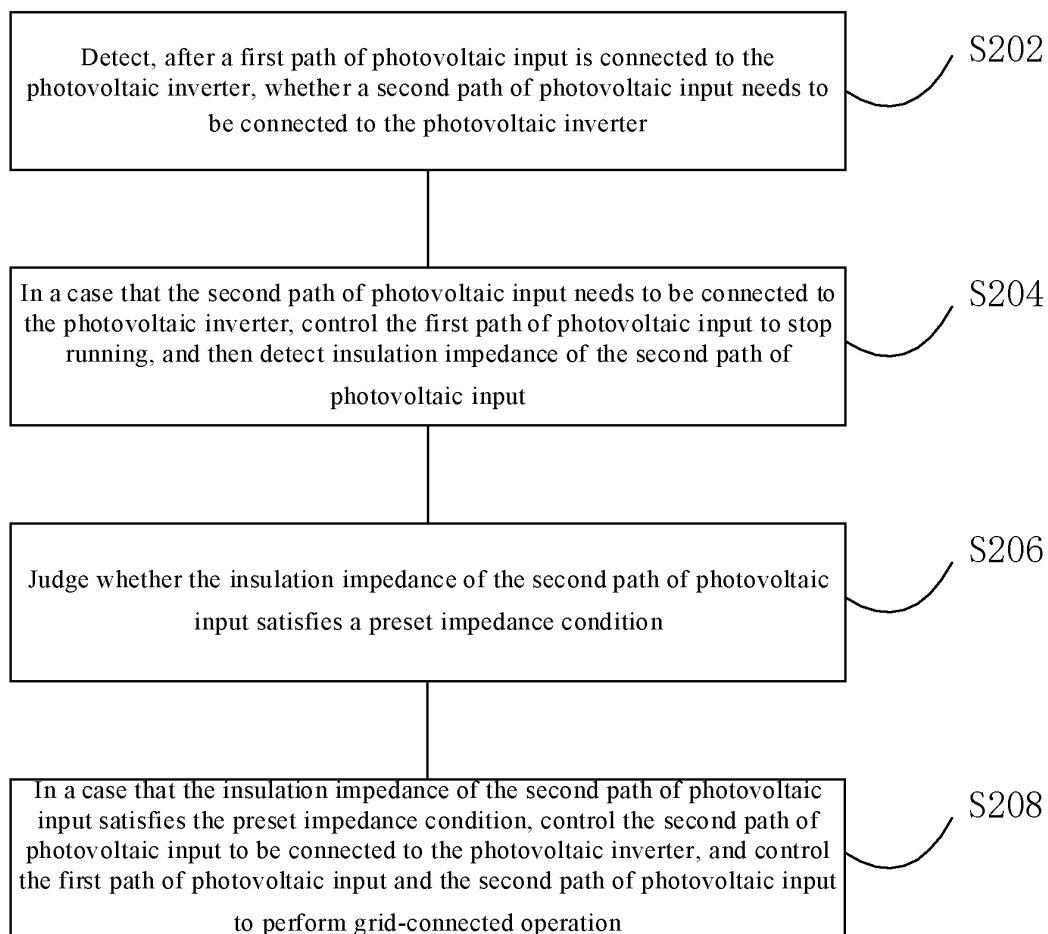 Detect, after a first path of photovoltaic input is connected to the
photovoltaic inverter, whether a second path of photovoltaic input needs to
be connected to the photovoltaic inverter
S202
In a case that the second path of photovoltaic input needs to be connected to
the photovoltaic inverter, control the first path of photovoltaic input to stop
running, and then detect insulation impedance of the second path of
photovoltaic input
S204
Judge whether the insulation impedance of the second path of photovoltaic
input satisfies a preset impedance condition
S206
In a case that the insulation impedance of the second path of photovoltaic
input satisfies the preset impedance condition, control the second path of
photovoltaic input to be connected to the photovoltaic inverter, and control
the first path of photovoltaic input and the second path of photovoltaic input
to perform grid-connected operation
S208